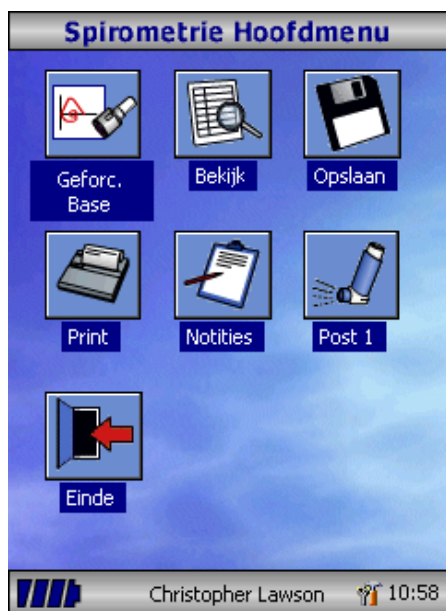 Spirometrie Hoofdmenu
Geforc.
Base
Bekijk
Opslaan
Print
Notities
Post 1
Einde
Christopher Lawson 10:58